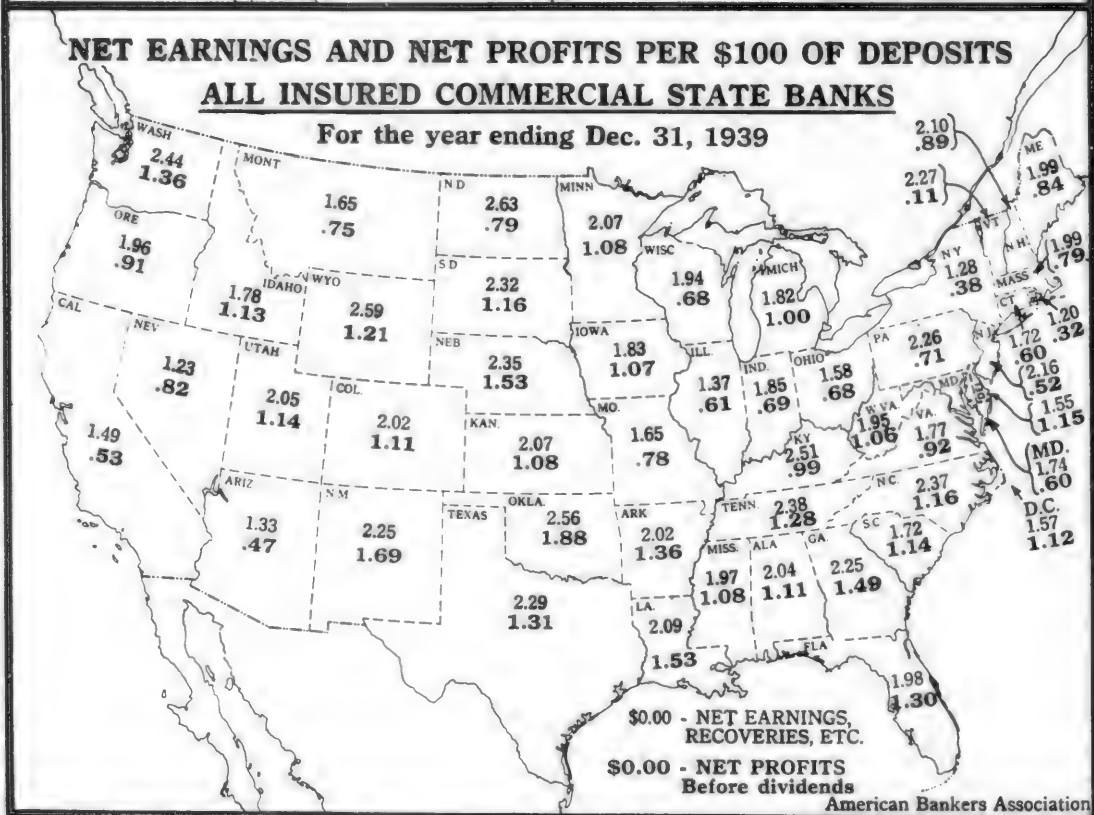 NET EARNINGS AND NET PROFITS PER $100 OF DEPOSITS
ALL INSURED COMMERCIAL STATE BANKS
For the year ending Dec. 31, 1939
WASH
2.44
1.36
ORE
1.96
.91
CAL
1.49
.53
NEV
1.23
.82
IDAHO
1.78
1.13
MONT
1.65
.75
WYO
2.59
1.21
UTAH
2.05
1.14
COL.
2.02
1.11
ARIZ
1.33
.47
N M
2.25
1.69
N D
2.63
.79
S D
2.32
1.16
NEB
2.35
1.53
KAN.
2.07
1.08
OKLA.
2.56
1.88
TEXAS
2.29
1.31
MINN
2.07
1.08
IOWA
1.83
1.07
MO.
1.65
.78
ARK
2.02
1.36
LA.
2.09
1.53
WISC
1.94
.68
ILL.
1.37
.61
MICH
1.82
1.00
IND.
1.85
.69
OHIO
1.58
.68
KY
2.51
.99
TENN.
2.38
1.28
MISS.
1.97
1.08
ALA
2.04
1.11
GA.
2.25
1.49
FLA
1.98
1.30
S C
1.72
1.14
N C.
2.37
1.16
VA.
1.77
.92
W VA.
1.95
1.06
PA
2.26
.71
MD.
N Y
1.28
.38
2.10
.89
2.27
.11
VT
N H.
ME
1.99
.84
MASS
1.99
.79
CT
N J.
1.20
.32
1.72
.60
2.16
.52
1.55
1.15
MD.
1.74
.60
D.C.
1.57
1.12
$0.00 - NET EARNINGS,
RECOVERIES, ETC.
$0.00 - NET PROFITS
Before dividends
American Bankers Association